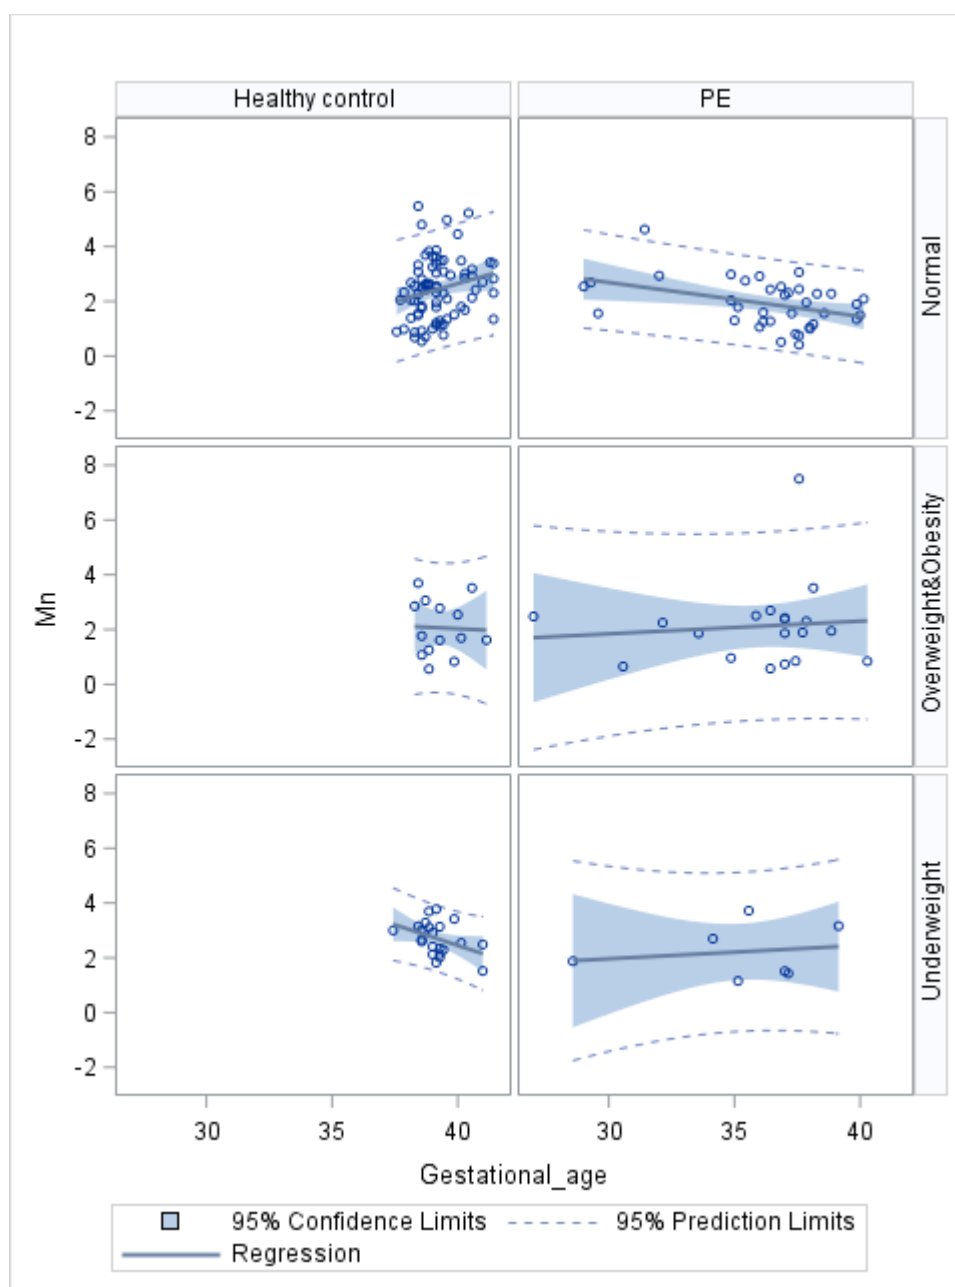 Healthy control PE
8
6
4
2
0
-2
Normal
8
6
4
2
0
-2
Overweight&Obesity
Mn
8
6
4
2
0
-2
Underweight
30 35 40 30 35 40
Gestational_age
95% Confidence Limits 95% Prediction Limits
Regression